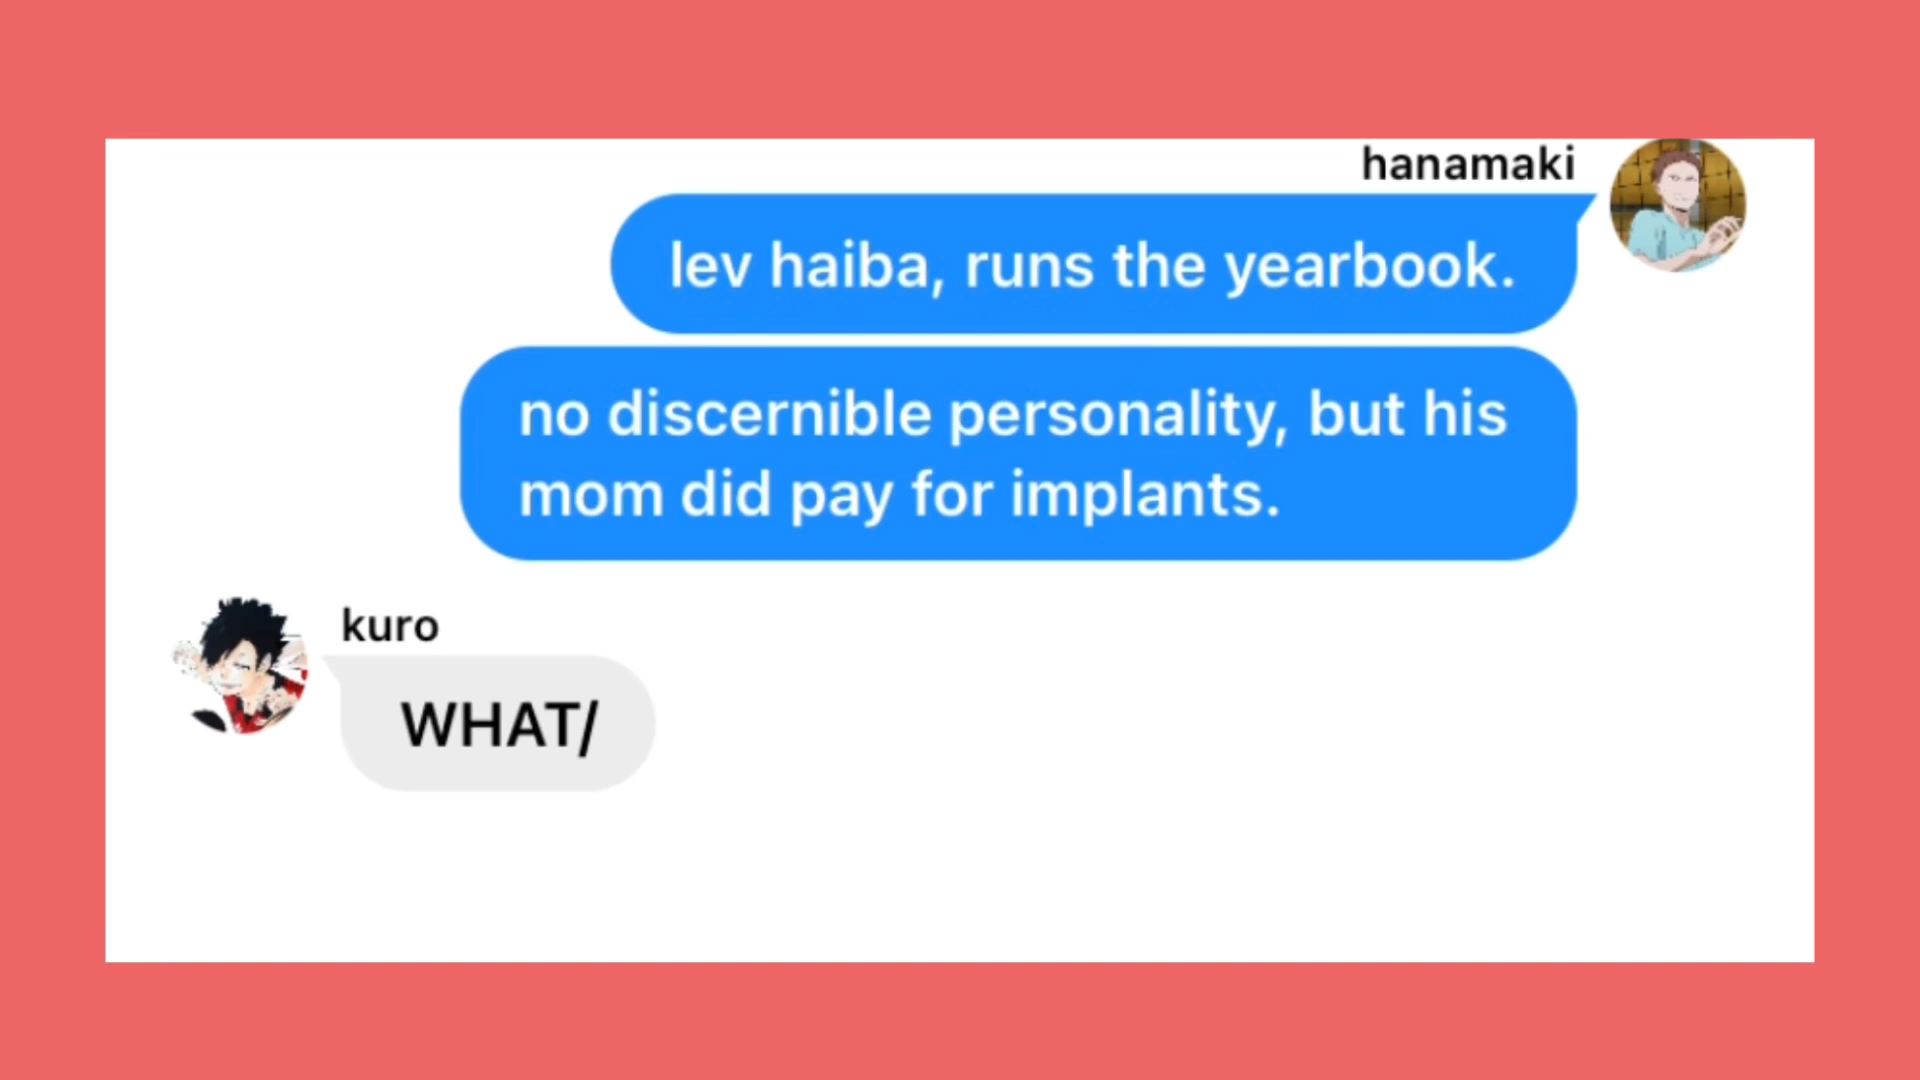 hanamaki
lev haiba, runs the yearbook.
no discernible personality, but his
mom did pay for implants.
kuro
WHAT/